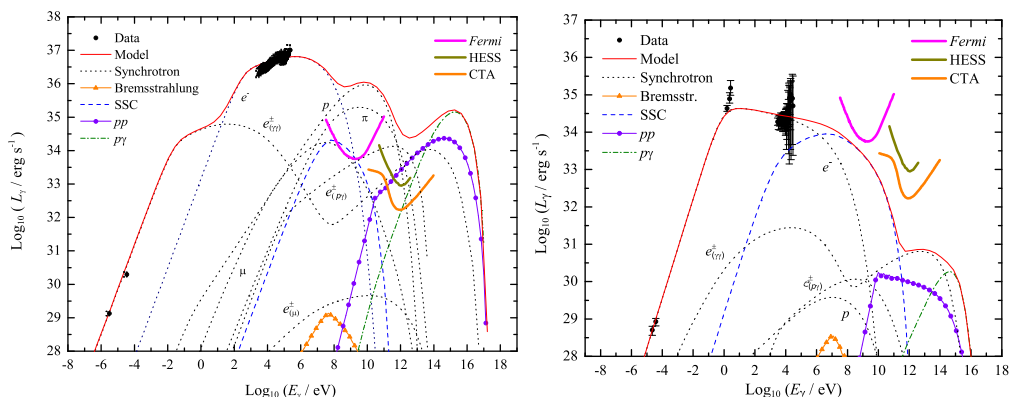 Log10 ( Lγ / erg s⁻¹ )
37
36
35
34
33
32
31
30
29
28
Data
Model
Synchrotron
Bremsstrahlung
SSC
pp
pγ
Fermi
HESS
CTA
e⁻
e±(γγ)
p
π
e±(pγ)
μ
e±(μ)
-8 -6 -4 -2 0 2 4 6 8 10 12 14 16 18 19
Log10 (Eγ / eV)
Log10 (Lγ / erg s⁻¹)
37
36
35
34
33
32
31
30
29
28
Data
Model
Synchrotron
Bremsstr.
SSC
pp
pγ
Fermi
HESS
CTA
e⁻
e±(γγ)
e±(pγ)
p
-8 -6 -4 -2 0 2 4 6 8 10 12 14 16 18
Log10 (Eγ / eV)